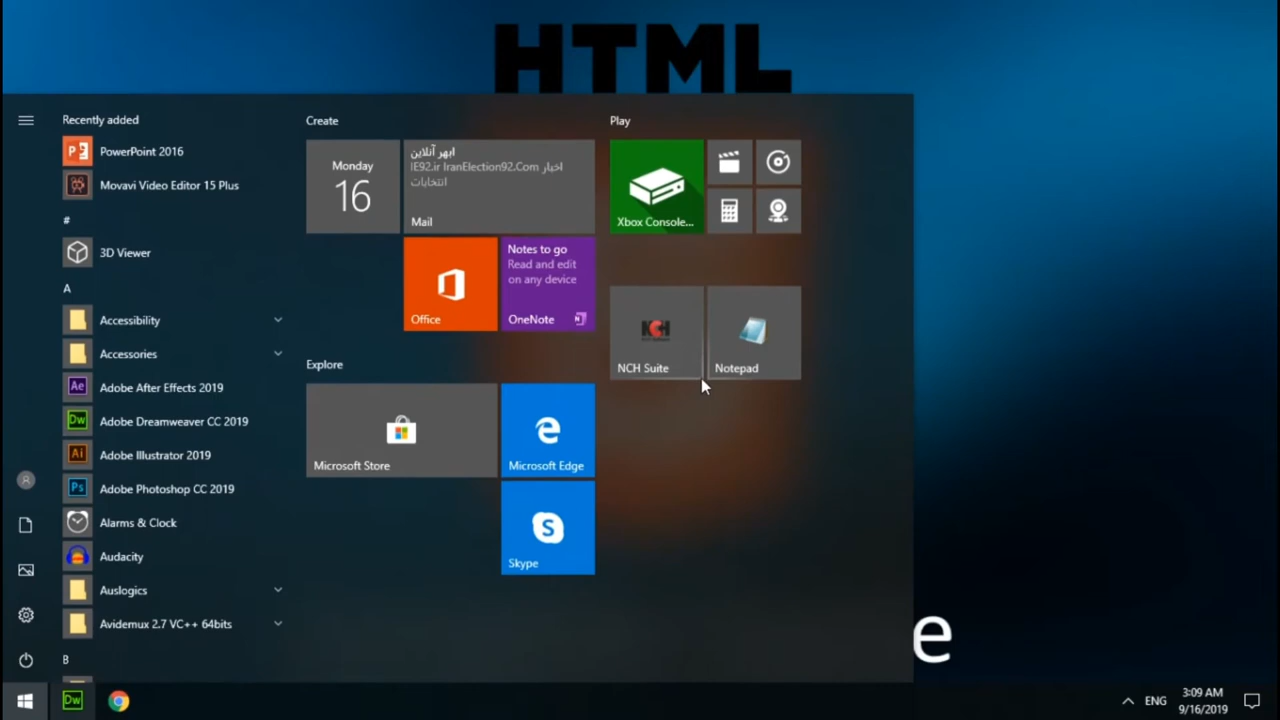 HTML
Recently added
PowerPoint 2016
Movavi Video Editor 15 Plus
#
3D Viewer
A
Accessibility
Accessories
Adobe After Effects 2019
Adobe Dreamweaver CC 2019
Adobe Illustrator 2019
Adobe Photoshop CC 2019
Alarms & Clock
Audacity
Auslogics
Avidemux 2.7 VC++ 64bits
B
Create
Monday
16
ابهر آنلاین
IE92.ir IranElection92.Com اخبار
انتخابات
Mail
Office
Notes to go
Read and edit
on any device
OneNote
Explore
Microsoft Store
Microsoft Edge
Skype
Play
Xbox Console...
NCH
NCH Suite
Notepad
e
ENG
3:09 AM
9/16/2019